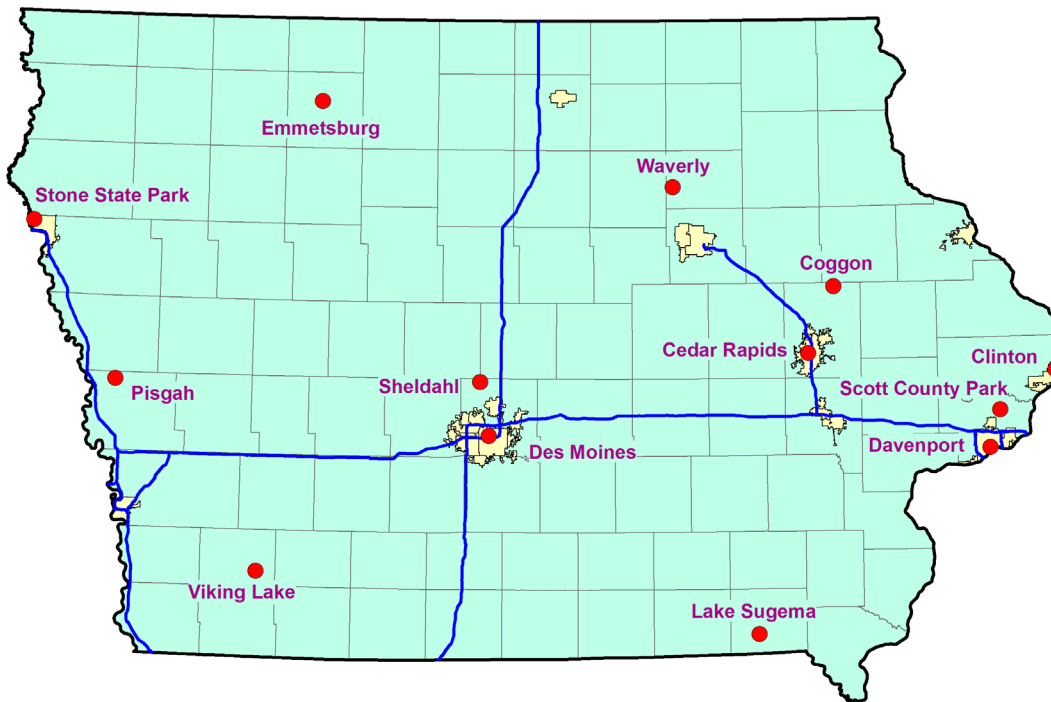 Emmetsburg
Waverly
Stone State Park
Coggon
Cedar Rapids
Clinton
Sheldahl
Pisgah
Scott County Park
Davenport
Des Moines
Viking Lake
Lake Sugema